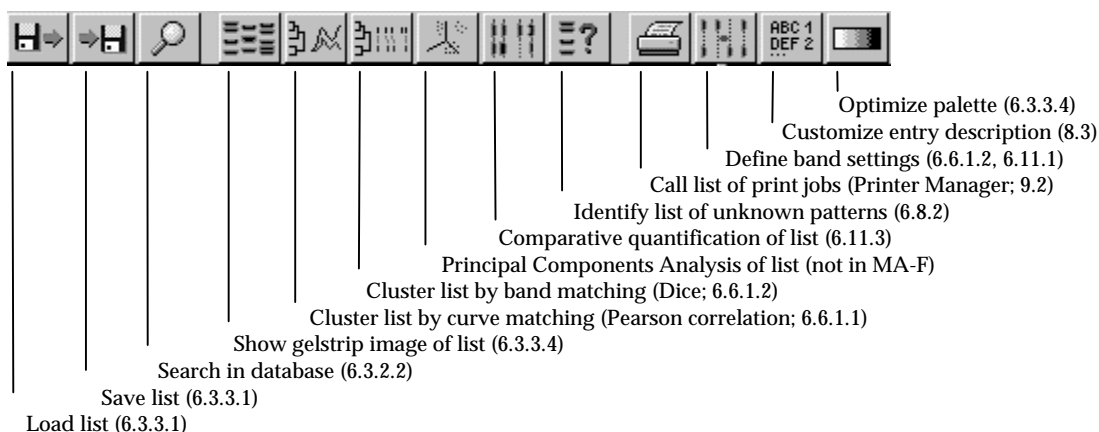 ABC 1
DEF 2
?
Optimize palette (6.3.3.4)
Customize entry description (8.3)
Define band settings (6.6.1.2, 6.11.1)
Call list of print jobs (Printer Manager; 9.2)
Identify list of unknown patterns (6.8.2)
Comparative quantification of list (6.11.3)
Principal Components Analysis of list (not in MA-F)
Cluster list by band matching (Dice; 6.6.1.2)
Cluster list by curve matching (Pearson correlation; 6.6.1.1)
Show gelstrip image of list (6.3.3.4)
Search in database (6.3.2.2)
Save list (6.3.3.1)
Load list (6.3.3.1)